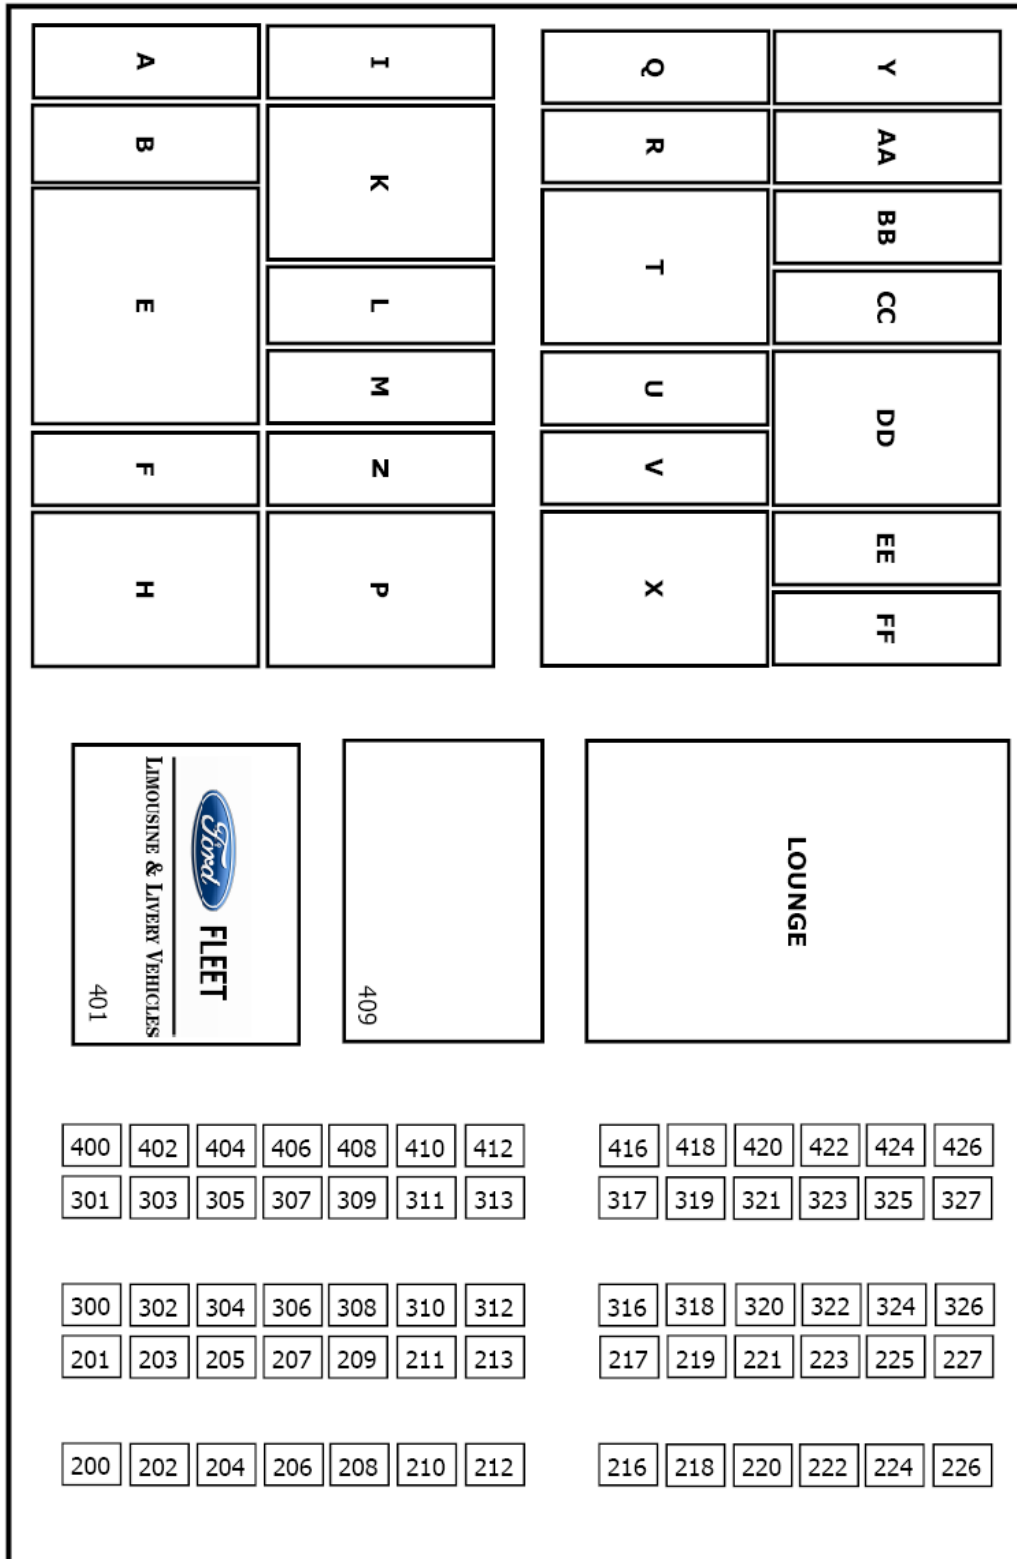 A
I
Q
Y
B
K
R
AA
E
L
T
BB
M
U
CC
F
N
Z
V
DD
H
P
X
EE
FF
Ford
FLEET
LIMOUSINE & LIVERY VEHICLES
401
409
LOUNGE
400 402 404 406 408 410 412 416 418 420 422 424 426
301 303 305 307 309 311 313 317 319 321 323 325 327
300 302 304 306 308 310 312 316 318 320 322 324 326
201 203 205 207 209 211 213 217 219 221 223 225 227
200 202 204 206 208 210 212 216 218 220 222 224 226